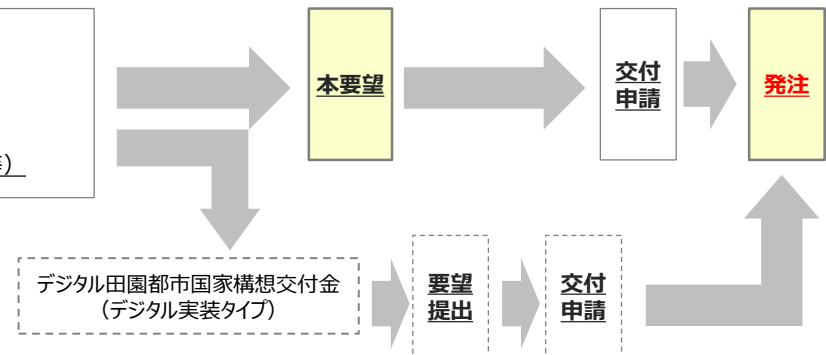 本要望
交付
申請
発注
等）
デジタル田園都市国家構想交付金
（デジタル実装タイプ）
要望
提出
交付
申請